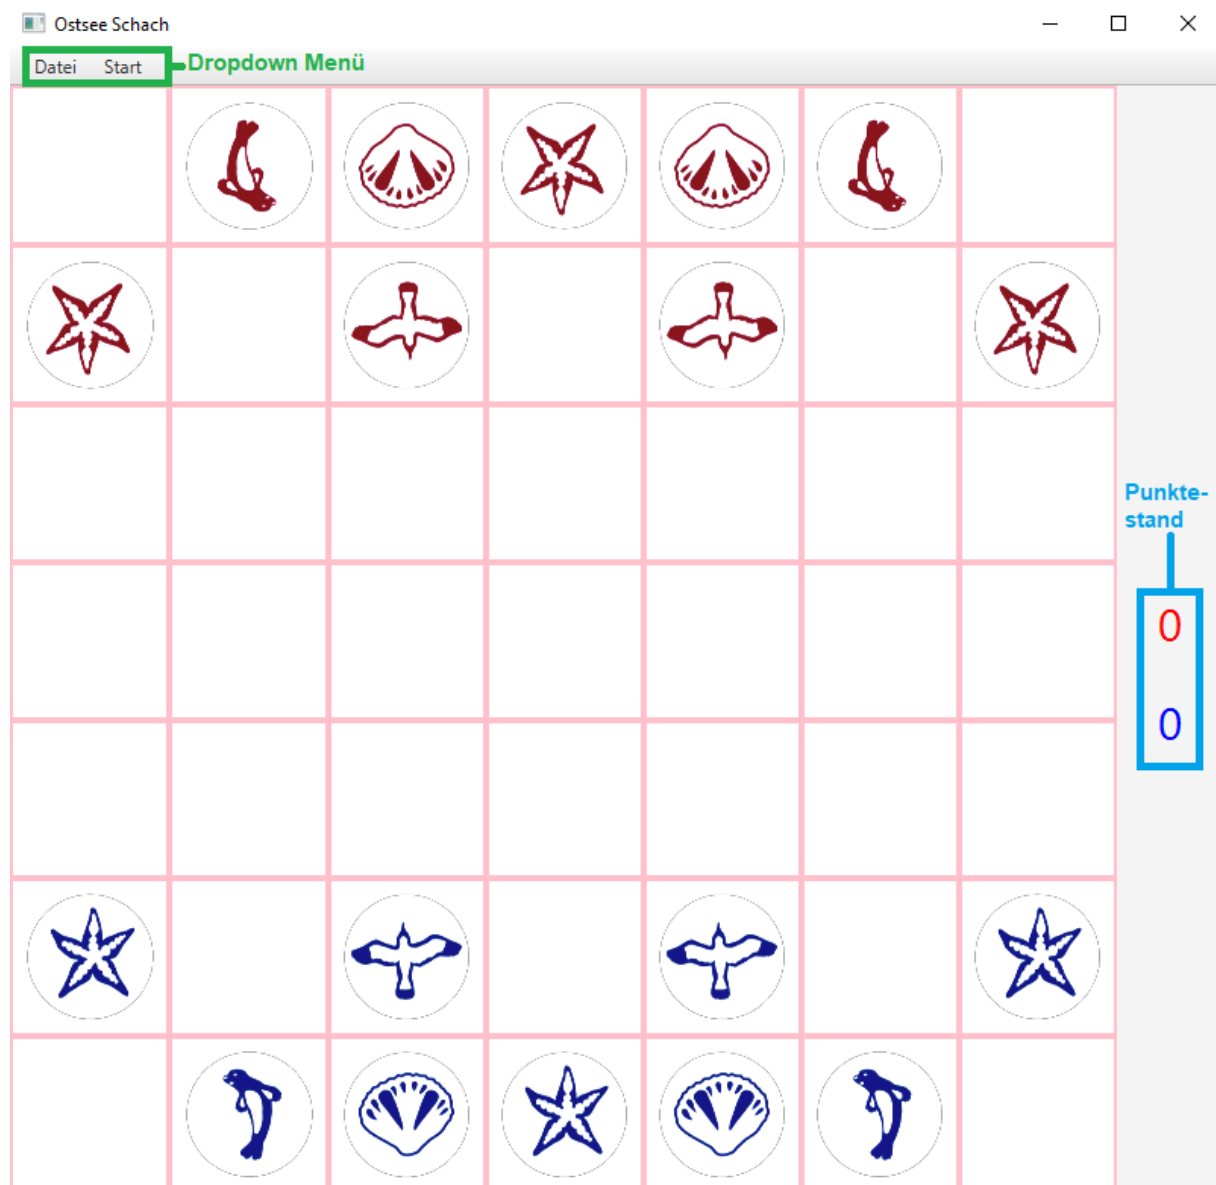 Ostsee Schach
Datei Start Dropdown Menü
Punkte-
stand
0
0